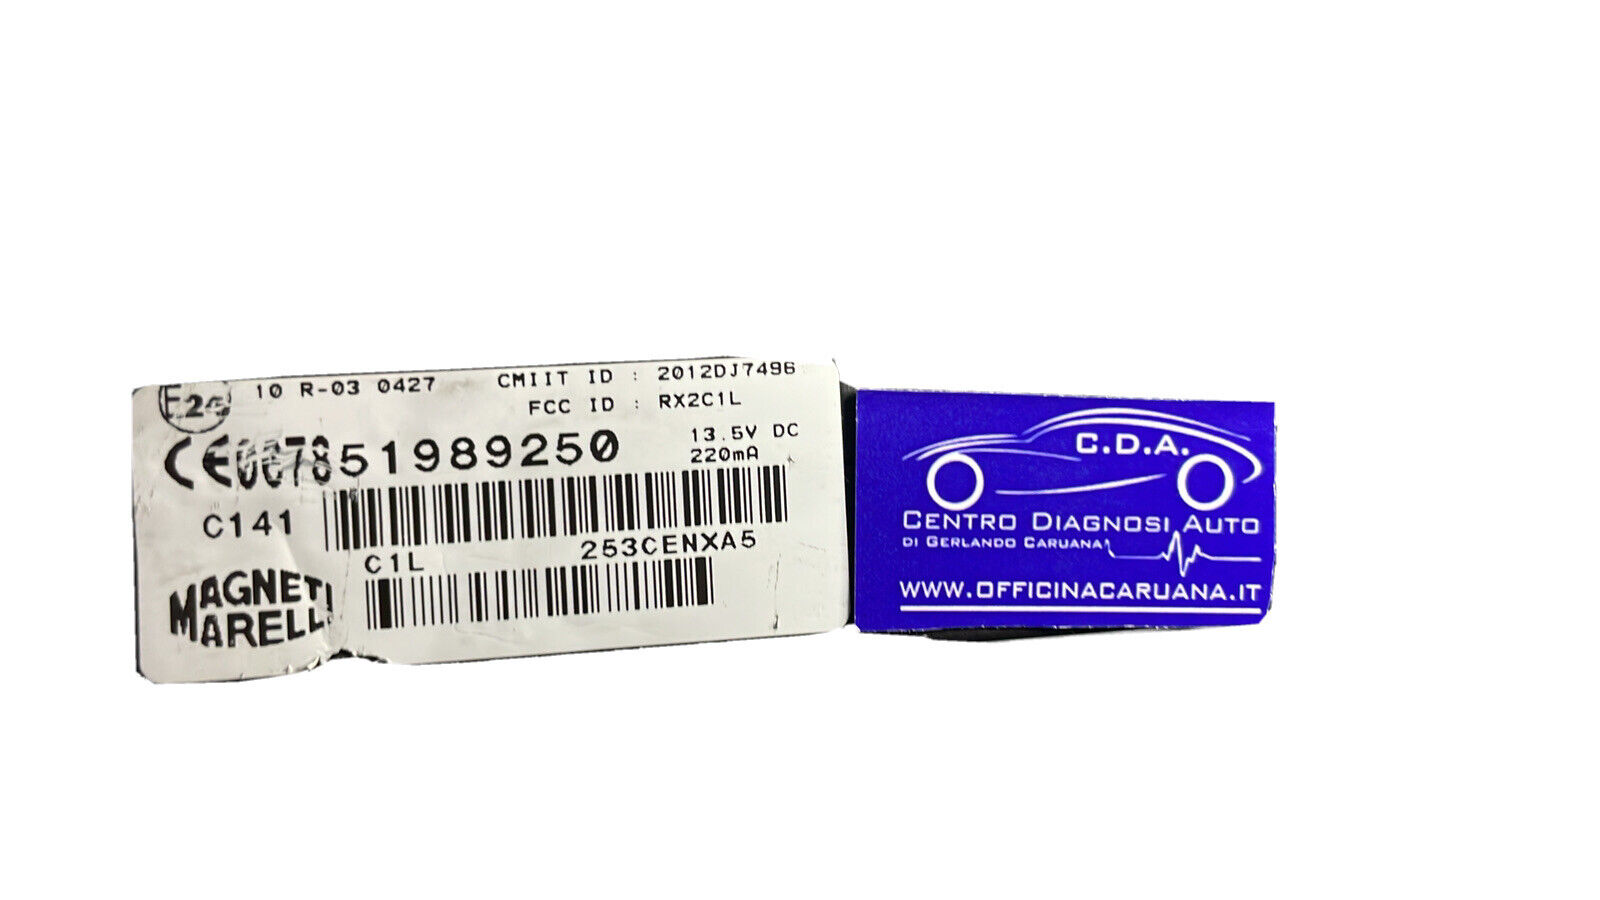 10 R-03 0427
CMIIT ID : 2012DJ7496
FCC ID : RX2C1L
51989250
13.5V DC
220mA
C141
C1L
253CENXA5
MAGNETI
MARELLI
C.D.A.
CENTRO DIAGNOSI AUTO
DI GERLANDO CARUANA
WWW.OFFICINACARUANA.IT